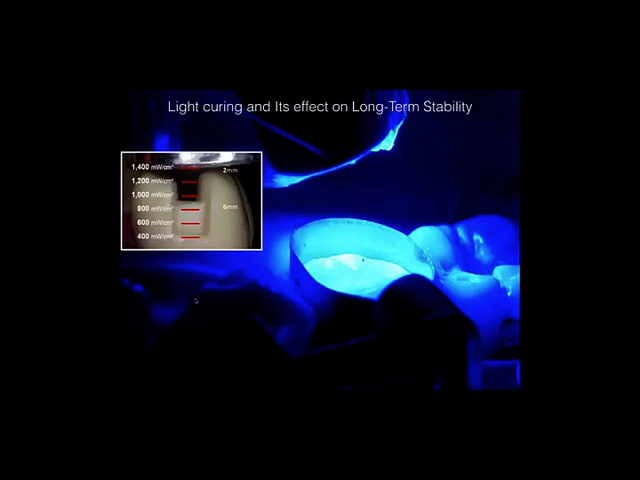 Light curing and Its effect on Long-Term Stability
1,400 mW/cm²
2mm
1,200 mW/cm²
1,000 mW/cm²
800 mW/cm²
6mm
600 mW/cm²
400 mW/cm²